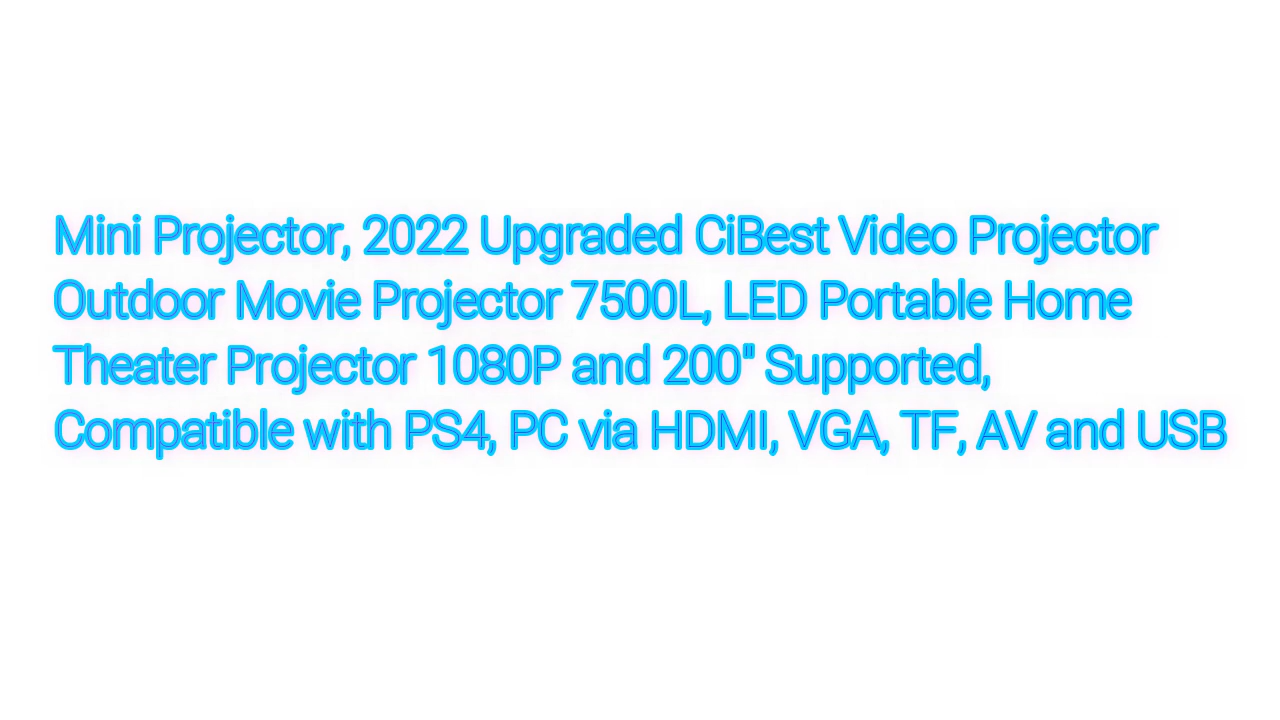 Mini Projector, 2022 Upgraded CiBest Video Projector
Outdoor Movie Projector 7500L, LED Portable Home
Theater Projector 1080P and 200" Supported,
Compatible with PS4, PC via HDMI, VGA, TF, AV and USB